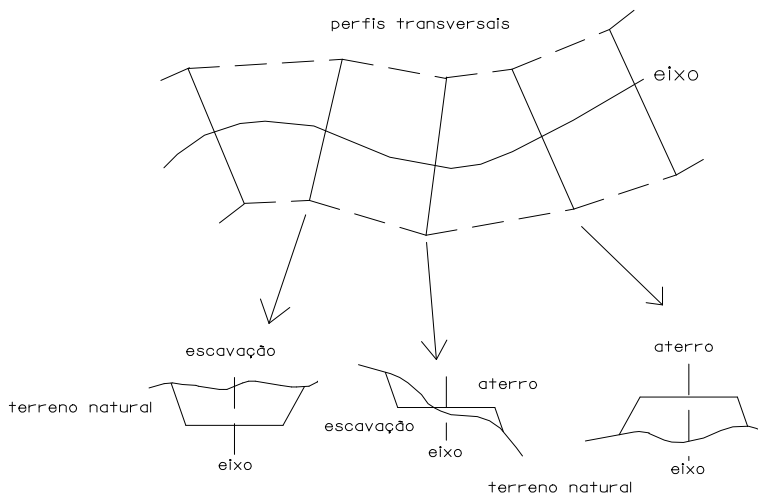 perfis transversais
eixo
escavação
terreno natural
eixo
aterro
escavação
eixo
terreno natural
aterro
eixo